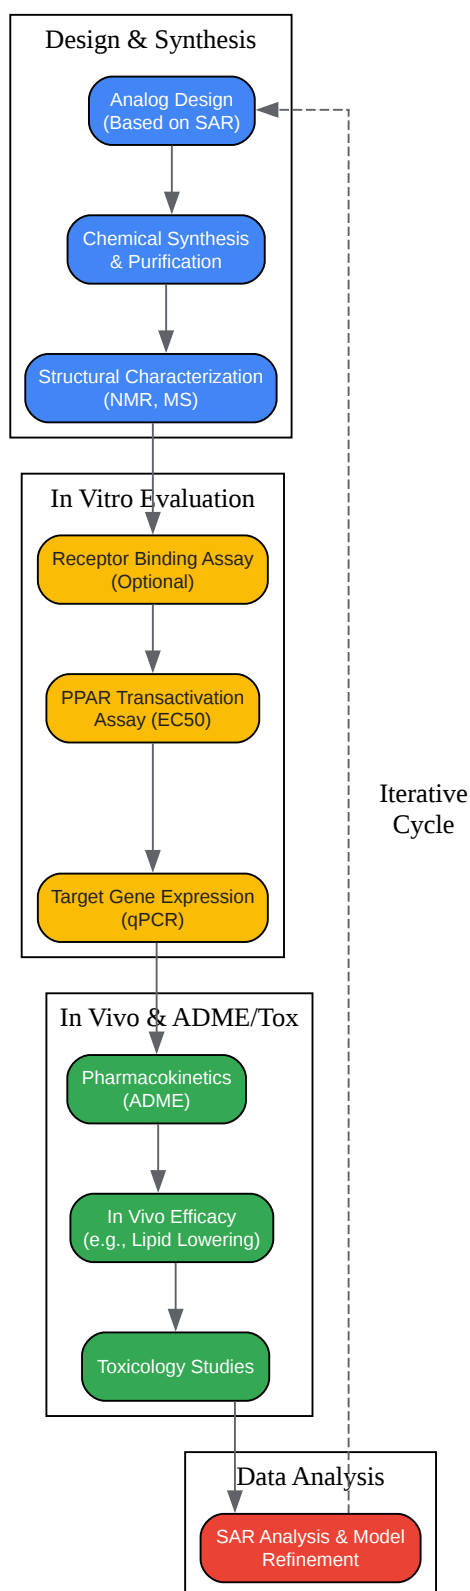 Design & Synthesis
Analog Design
(Based on SAR)
Chemical Synthesis
& Purification
Structural Characterization
(NMR, MS)
In Vitro Evaluation
Receptor Binding Assay
(Optional)
PPAR Transactivation
Assay (EC50)
Iterative
Cycle
Target Gene Expression
(qPCR)
In Vivo & ADME/Tox
Pharmacokinetics
(ADME)
In Vivo Efficacy
(e.g., Lipid Lowering)
Toxicology Studies
Data Analysis
SAR Analysis & Model
Refinement